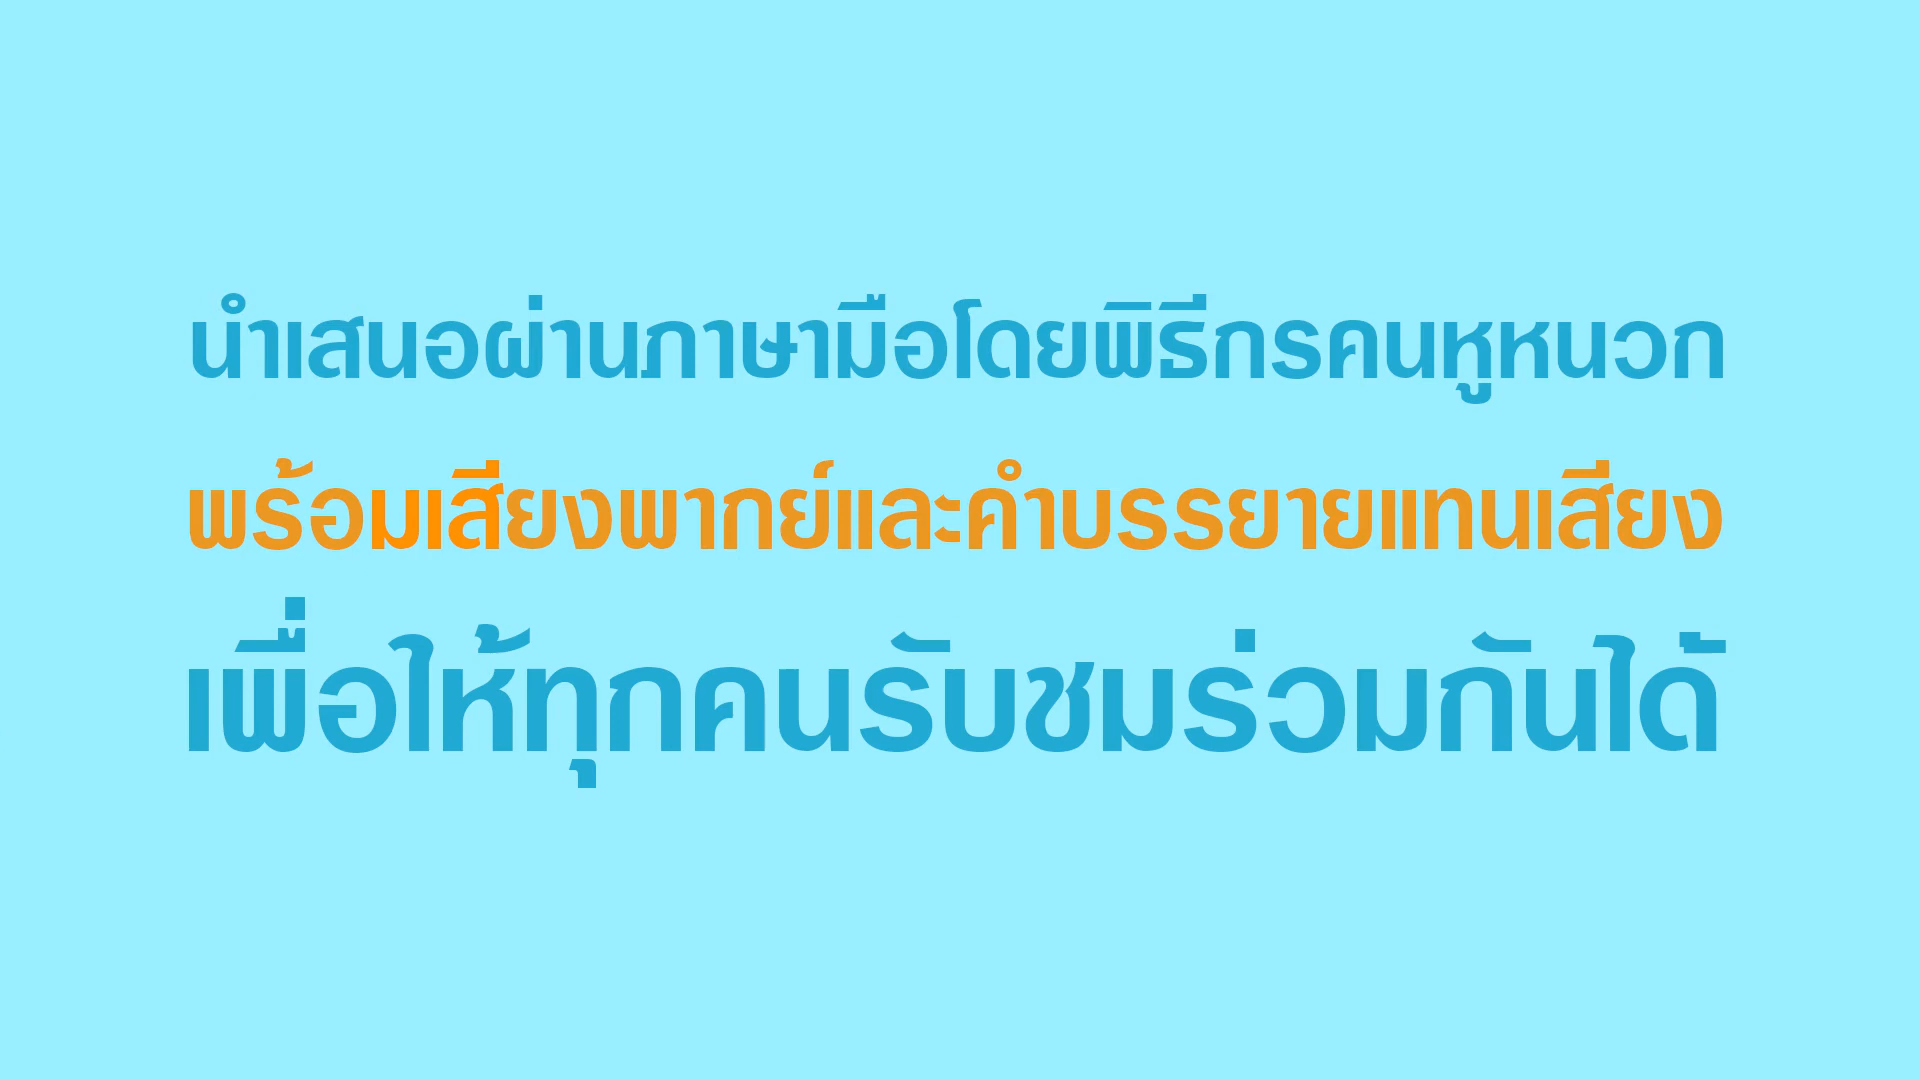 นำเสนอผ่านภาษามือโดยพิธีกรคนหูหนวก
พร้อมเสียงพากย์และคำบรรยายแทนเสียง
เพื่อให้ทุกคนรับชมร่วมกันได้